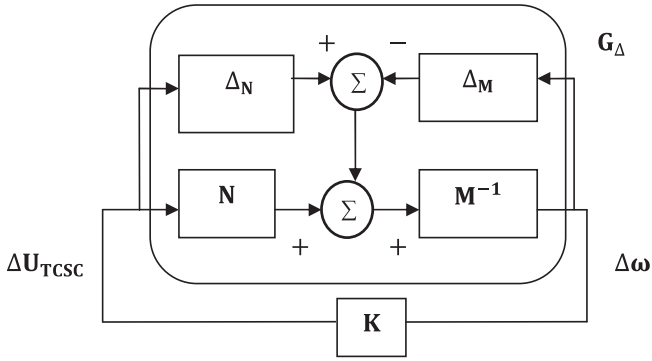 + −
G_Δ
Δ_N Σ Δ_M
N Σ M⁻¹
+ +
ΔU_TCSC Δω
K